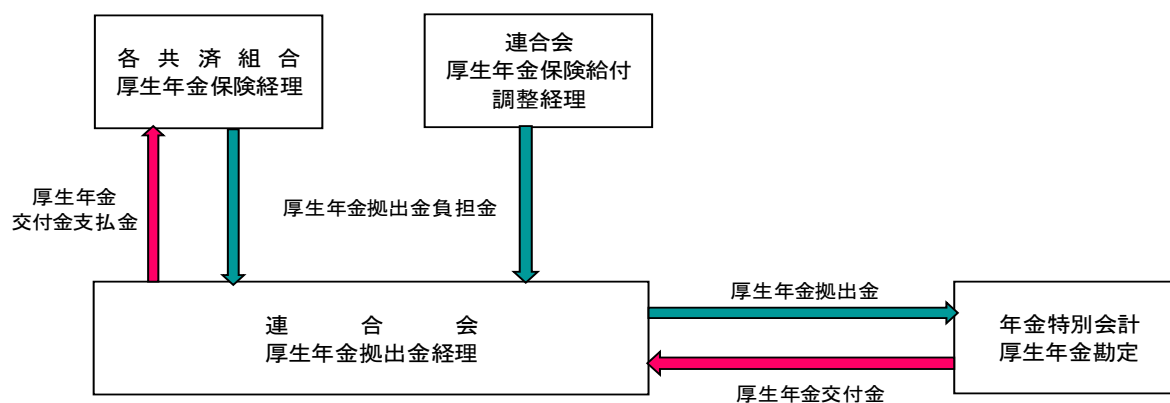 各共済組合
厚生年金保険経理
連合会
厚生年金保険給付
調整経理
厚生年金
交付金支払金
厚生年金拠出金負担金
連合会
厚生年金拠出金経理
厚生年金拠出金
年金特別会計
厚生年金勘定
厚生年金交付金